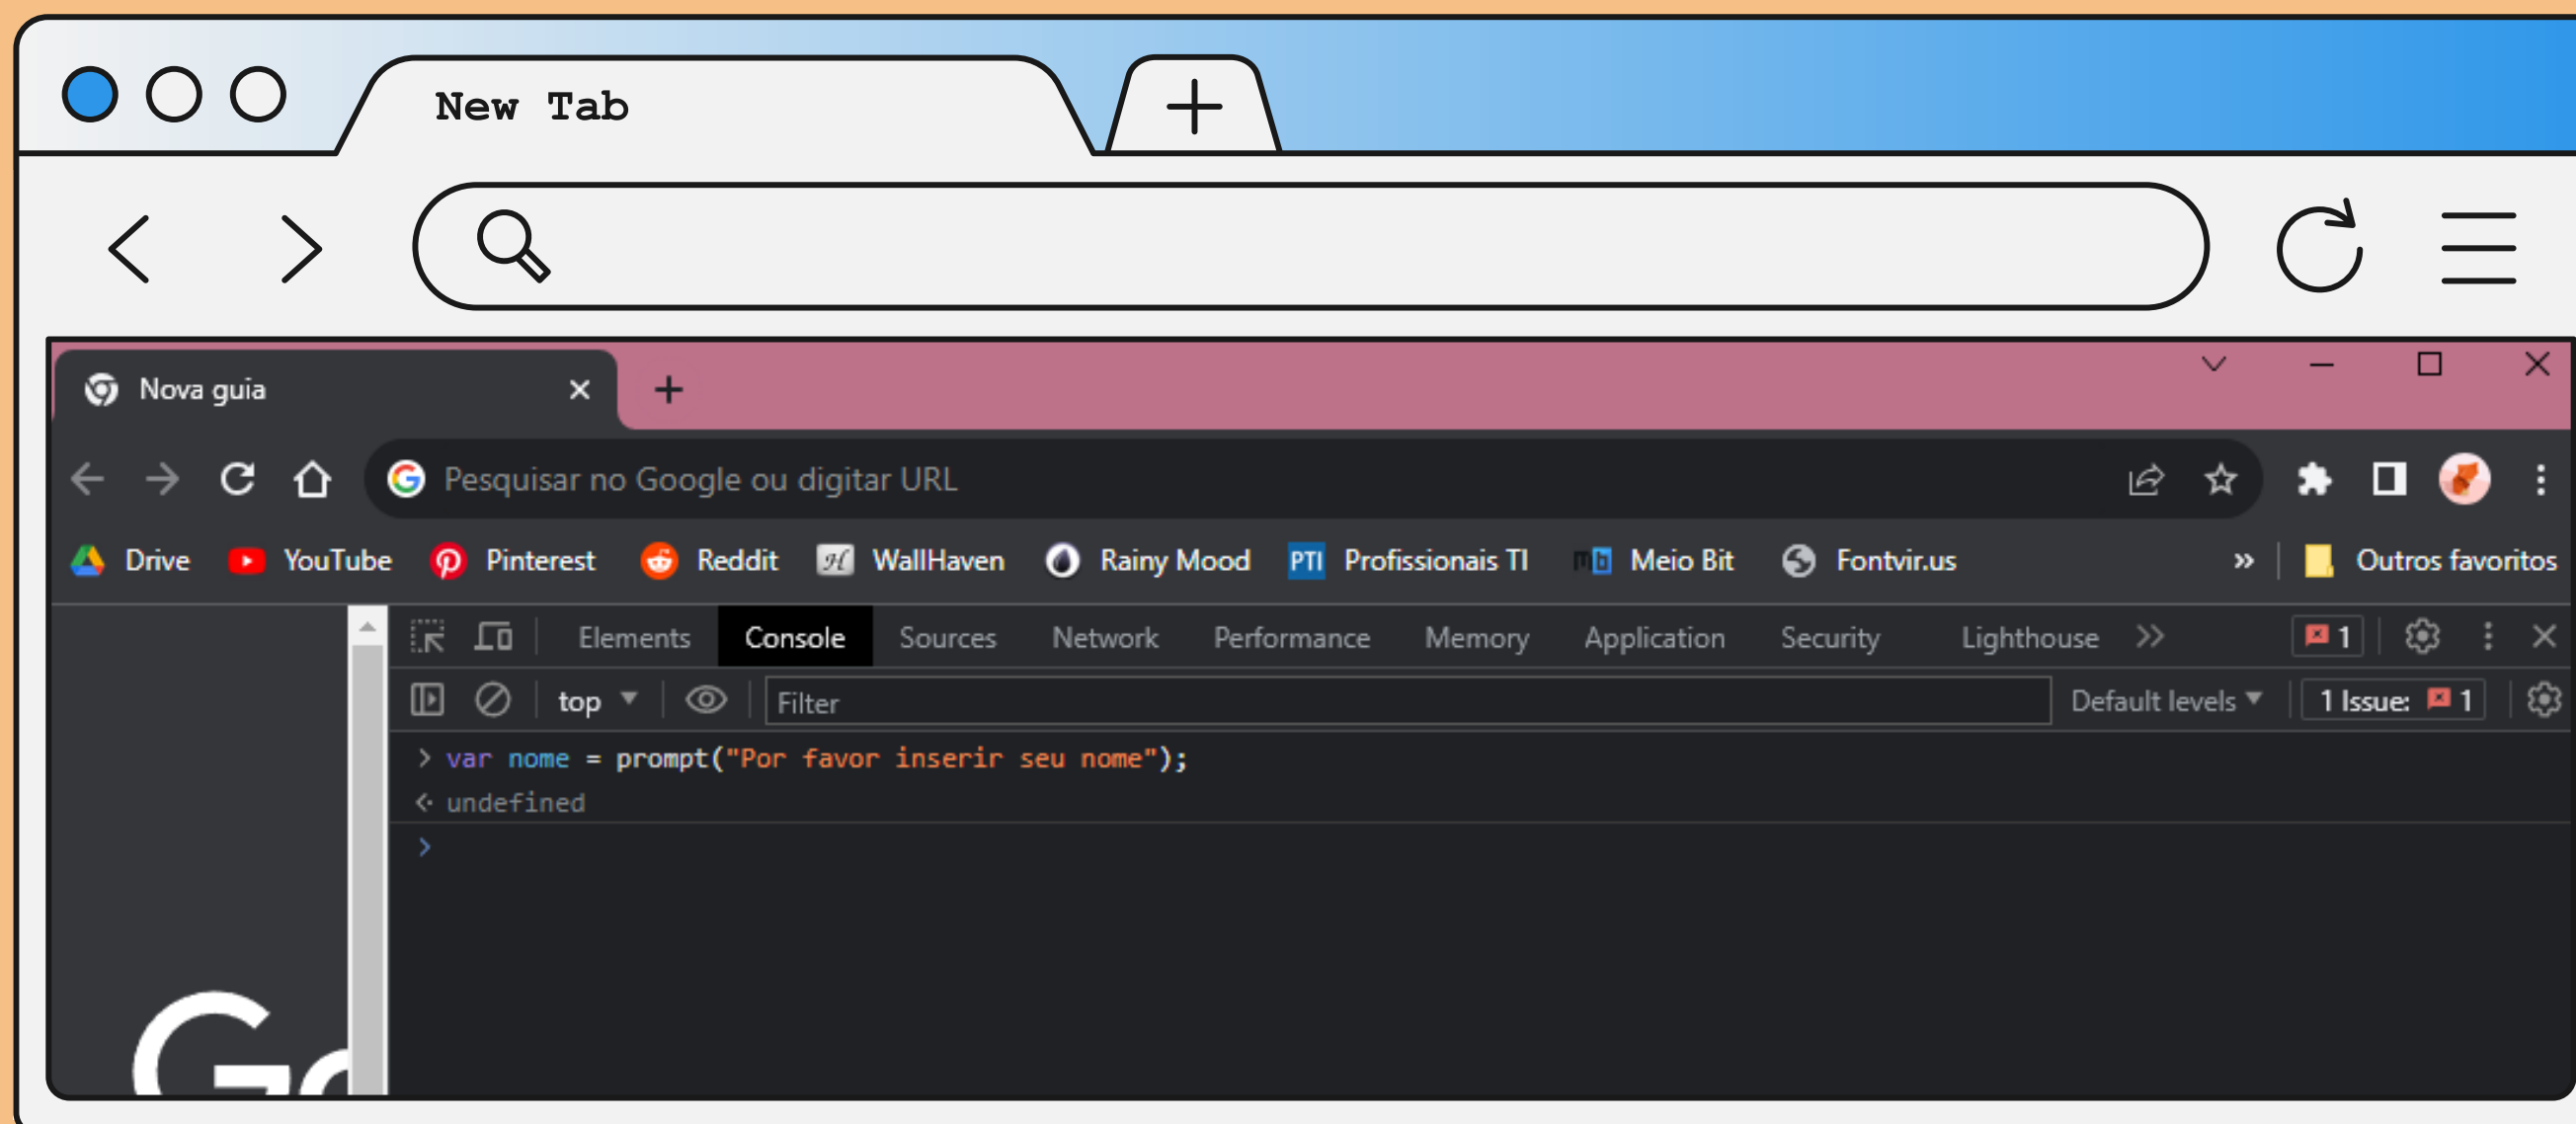 New Tab
Nova guia
Pesquisar no Google ou digitar URL
Drive YouTube Pinterest Reddit H WallHaven Rainy Mood PTI Profissionais TI mb Meio Bit Fontvir.us » Outros favoritos
Elements Console Sources Network Performance Memory Application Security Lighthouse 1
top Filter Default levels 1 Issue: 1
> var nome = prompt("Por favor inserir seu nome");
undefined
>
Go